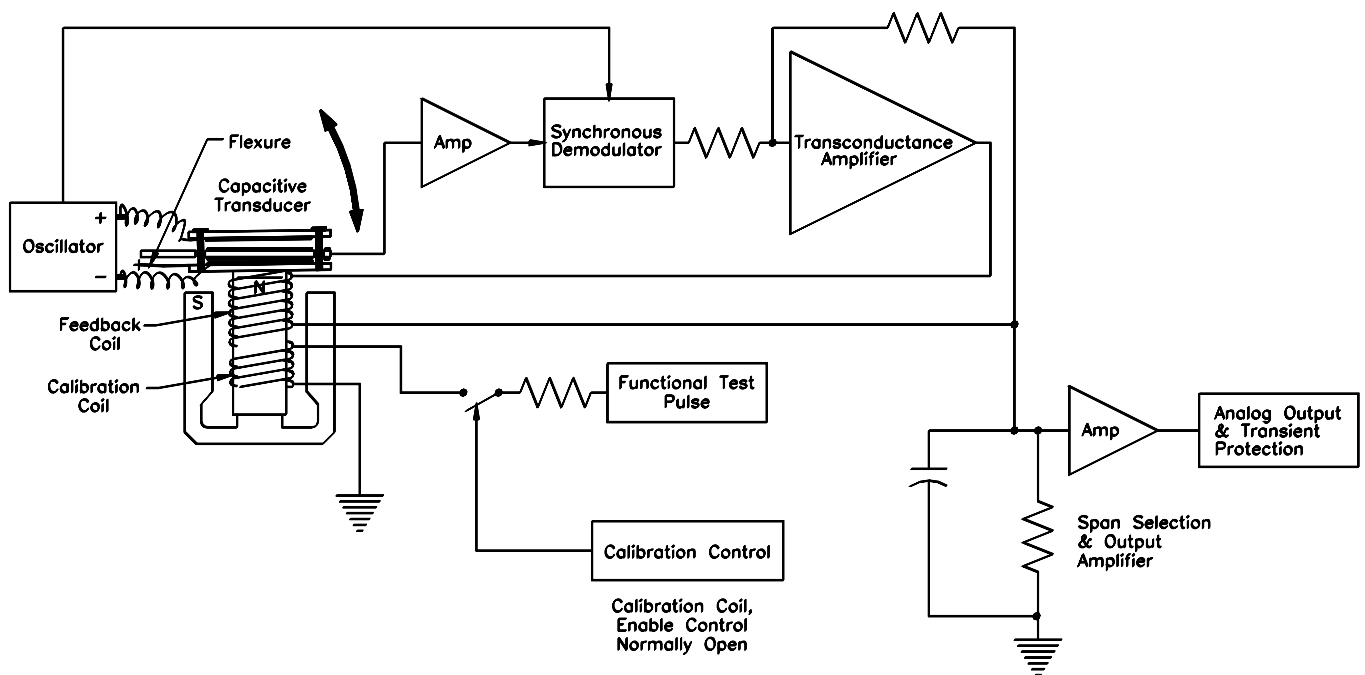 Flexure
Capacitive
Transducer
Oscillator
+
−
Amp
Synchronous
Demodulator
Transconductance
Amplifier
N
S
Feedback
Coil
Calibration
Coil
Functional Test
Pulse
Calibration Control
Calibration Coil,
Enable Control
Normally Open
Amp
Analog Output
& Transient
Protection
Span Selection
& Output
Amplifier